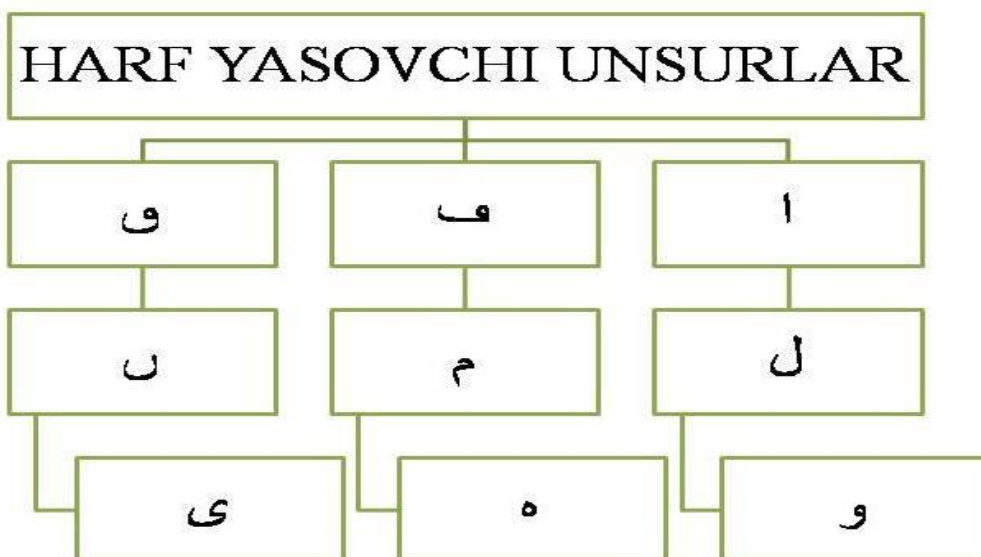 HARF YASOVCHI UNSURLAR
ٯ ڡ ا
ں م ل
ى ه و